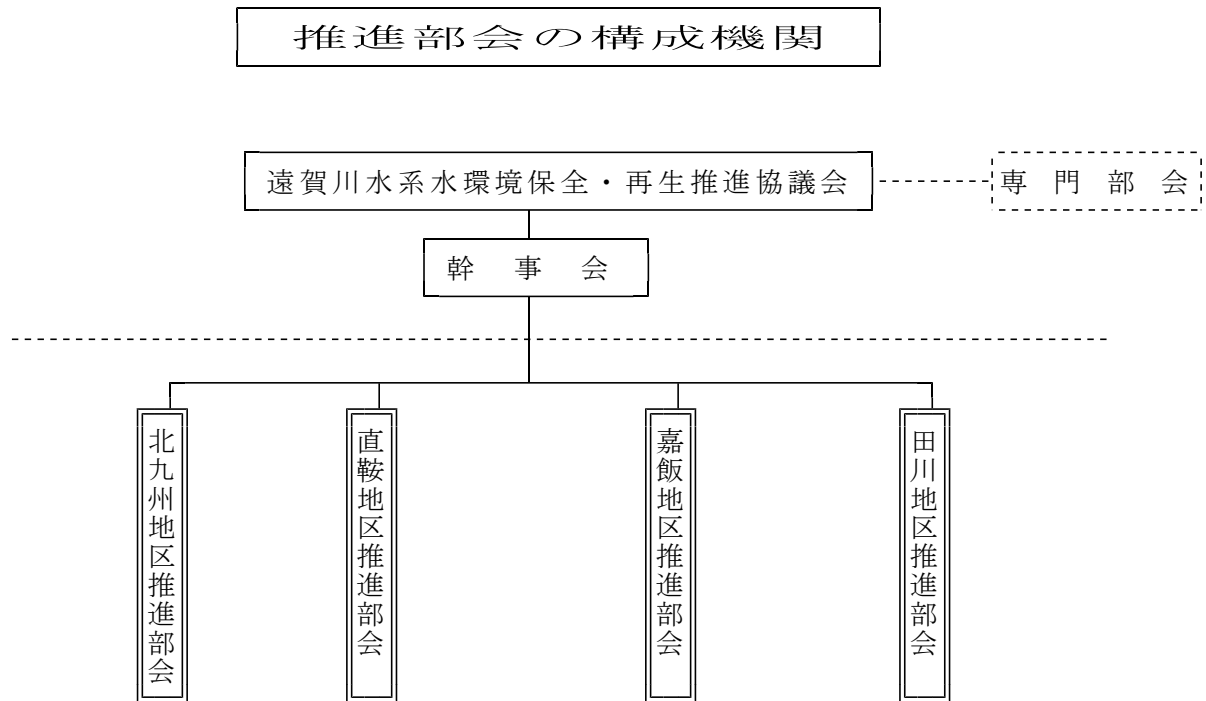 推進部会の構成機関
遠賀川水系水環境保全・再生推進協議会
専門部会
幹事会
北九州地区推進部会
直鞍地区推進部会
嘉飯地区推進部会
田川地区推進部会